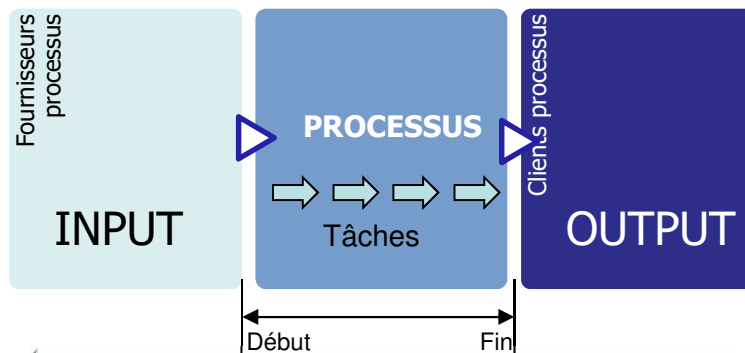 Fournisseurs
processus
INPUT
PROCESSUS
Tâches
Clients processus
OUTPUT
Début
Fin